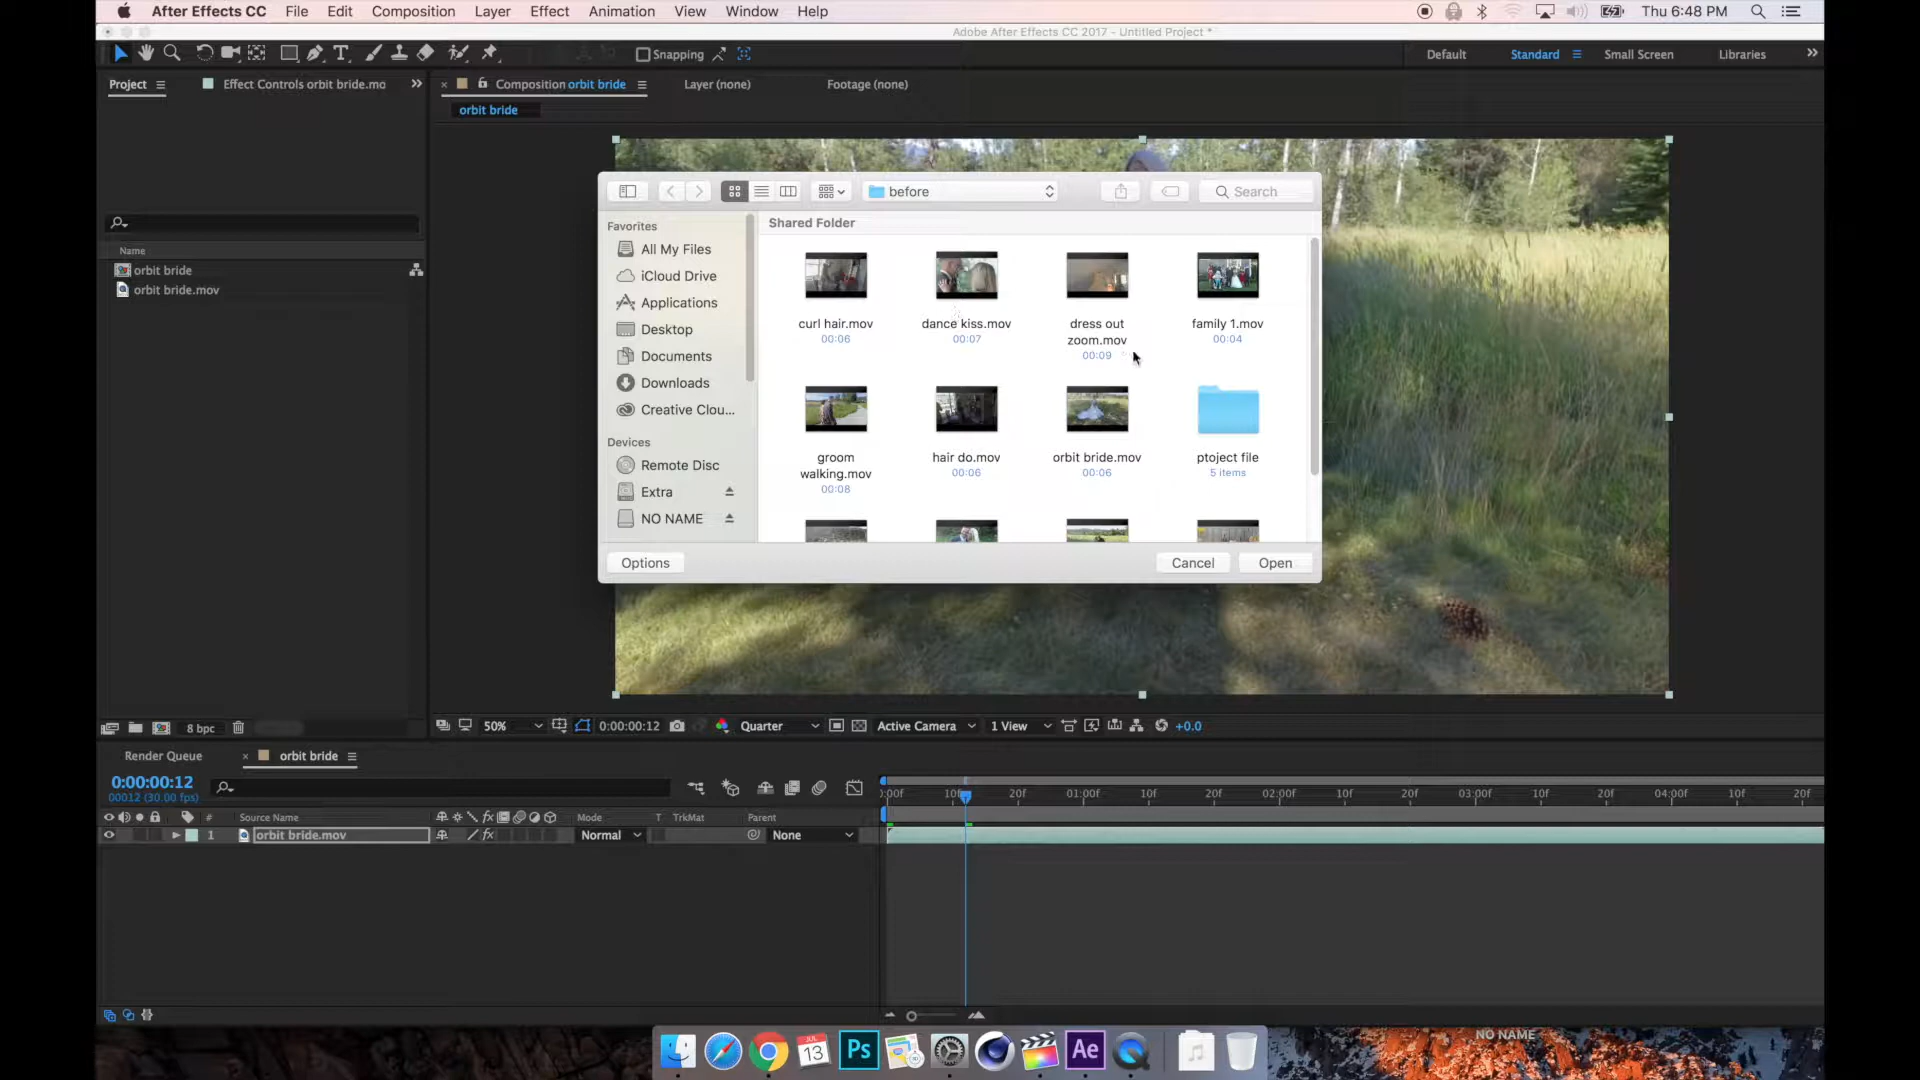 After Effects CC File Edit Composition Layer Effect Animation View Window Help Thu 6:48 PM
Adobe After Effects CC 2017 - Untitled Project *
Snapping Default Standard Small Screen Libraries
Project Effect Controls orbit bride.mo Composition orbit bride Layer (none) Footage (none)
orbit bride
before Search
Favorites
All My Files
iCloud Drive
Applications
Desktop
Documents
Downloads
Creative Clou...
Devices
Remote Disc
Extra
NO NAME
Shared Folder
curl hair.mov
00:06
dance kiss.mov
00:07
dress out
zoom.mov
00:09
family 1.mov
00:04
groom
walking.mov
00:08
hair do.mov
00:06
orbit bride.mov
00:06
ptoject file
5 items
Options Cancel Open
Name
orbit bride
orbit bride.mov
8 bpc
50% 0:00:00:12 Quarter Active Camera 1 View +0.0
Render Queue orbit bride
0:00:00:12
00012 (30.00 fps)
:00f 10f 20f 01:00f 10f 20f 02:00f 10f 20f 03:00f 10f 20f 04:00f 10f 20f
# Source Name fx Mode T TrkMat Parent
1 orbit bride.mov fx Normal None
NO NAME
JUL
13
Ps
Ae